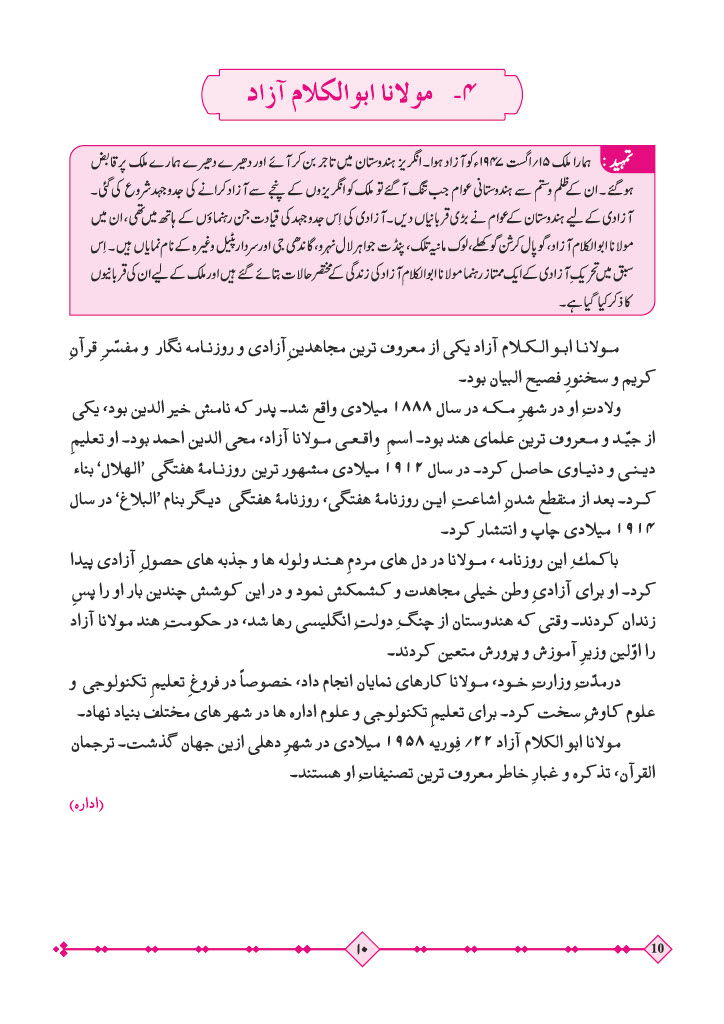 ۴- مولانا ابوالکلام آزاد
تمہید : ہمارا ملک ۱۵؍اگست ۱۹۴۷ء کو آزاد ہوا۔ انگریز ہندوستان میں تاجر بن کر آئے اور دھیرے دھیرے ہمارے ملک پر قابض
ہو گئے۔ ان کے ظلم وستم سے ہندوستانی عوام جب تنگ آ گئے تو ملک کو انگریزوں کے پنجے سے آزاد کرانے کی جدوجہد شروع کی گئی۔
آزادی کے لیے ہندوستان کے عوام نے بڑی قربانیاں دیں۔ آزادی کی اِس جدوجہد کی قیادت جن رہنماؤں کے ہاتھ میں تھی، ان میں
مولانا ابوالکلام آزاد، گوپال کرشن گوکھلے، لوک مانیہ تلک، پنڈت جواہر لال نہرو، گاندھی جی اور سردار پٹیل وغیرہ کے نام نمایاں ہیں۔ اِس
سبق میں تحریکِ آزادی کے ایک ممتاز رہنما مولانا ابوالکلام آزاد کی زندگی کے مختصر حالات بتائے گئے ہیں اور ملک کے لیے ان کی قربانیوں
کا ذکر کیا گیا ہے۔
مولانا ابو الکلام آزاد یکی از معروف ترین مجاهدینِ آزادی و روزنامه نگار و مفسّرِ قرآنِ
کریم و سخنورِ فصیح البیان بود۔
ولادتِ او در شهرِ مکه در سال ۱۸۸۸ میلادی واقع شد۔ پدر که نامش خیر الدین بود، یکی
از جیّد و معروف ترین علمای هند بود۔ اسمِ واقعی مولانا آزاد، محی الدین احمد بود۔ او تعلیمِ
دینی و دنیاوی حاصل کرد۔ در سال ۱۹۱۲ میلادی مشهور ترین روزنامۀ هفتگی ’الهلال‘ بناء
کرد۔ بعد از منقطع شدنِ اشاعتِ این روزنامۀ هفتگی، روزنامۀ هفتگی دیگر بنام ’البلاغ‘ در سال
۱۹۱۴ میلادی چاپ و انتشار کرد۔
باکمكِ این روزنامه ، مولانا در دل های مردمِ هند ولوله ها و جذبه های حصولِ آزادی پیدا
کرد۔ او برای آزادیِ وطن خیلی مجاهدت و کشمکش نمود و در این کوشش چندین بار او را پسِ
زندان کردند۔ وقتی که هندوستان از چنگِ دولتِ انگلیسی رها شد، در حکومتِ هند مولانا آزاد
را اوّلین وزیرِ آموزش و پرورش متعین کردند۔
درمدّتِ وزارتِ خود، مولانا کارهای نمایان انجام داد، خصوصاً در فروغِ تعلیمِ تکنولوجی و
علوم کاوشِ سخت کرد۔ برای تعلیمِ تکنولوجی و علوم اداره ها در شهر های مختلف بنیاد نهاد۔
مولانا ابو الکلام آزاد ۲۲؍ فِوریه ۱۹۵۸ میلادی در شهرِ دهلی ازین جهان گذشت۔ ترجمان
القرآن، تذکره و غبارِ خاطر معروف ترین تصنیفاتِ او هستند۔
(اداره)
۱۰
10